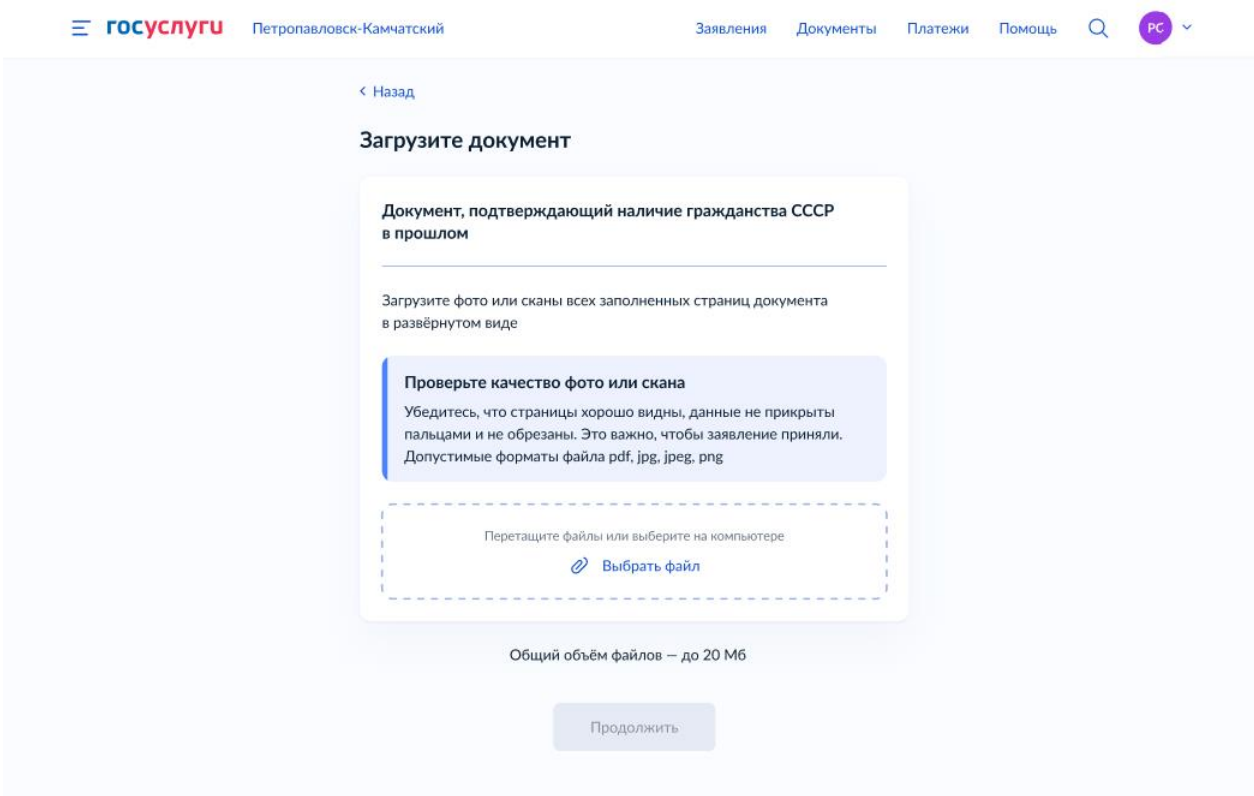 госуслуги Петропавловск-Камчатский Заявления Документы Платежи Помощь РС
Назад
Загрузите документ
Документ, подтверждающий наличие гражданства СССР
в прошлом
Загрузите фото или сканы всех заполненных страниц документа
в развёрнутом виде
Проверьте качество фото или скана
Убедитесь, что страницы хорошо видны, данные не прикрыты
пальцами и не обрезаны. Это важно, чтобы заявление приняли.
Допустимые форматы файла pdf, jpg, jpeg, png
Перетащите файлы или выберите на компьютере
Выбрать файл
Общий объём файлов — до 20 Мб
Продолжить